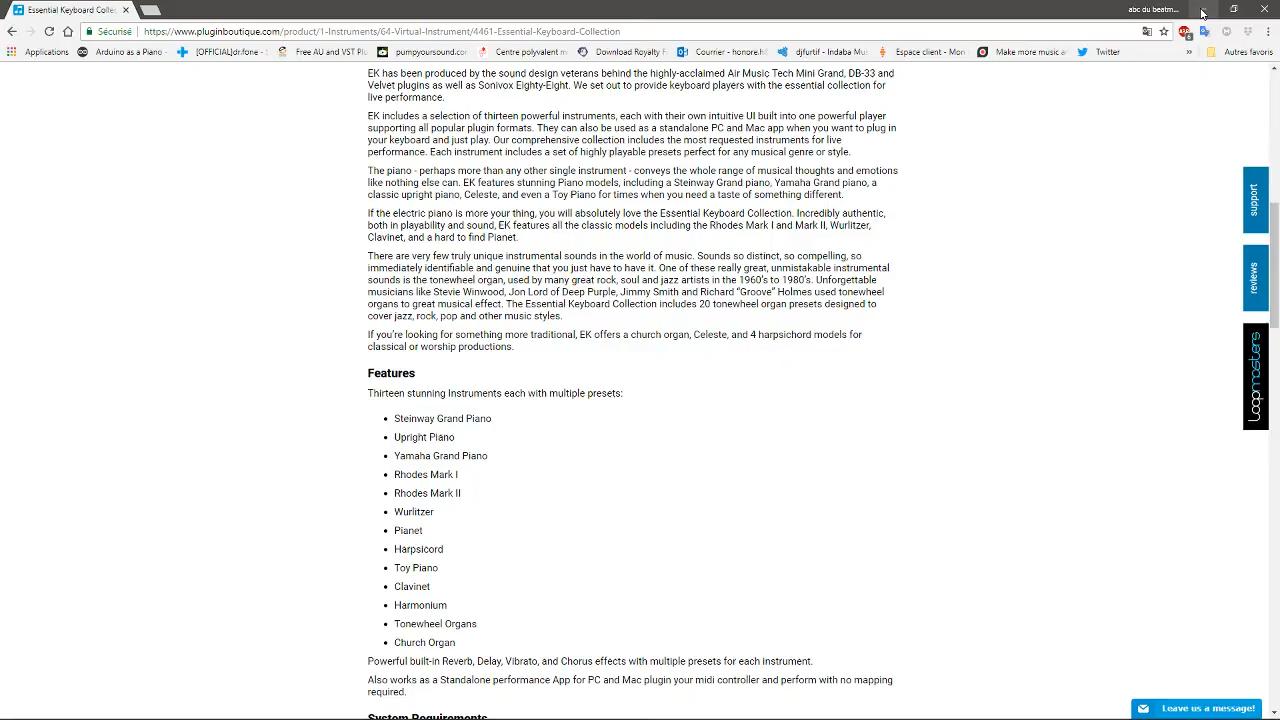 Essential Keyboard Colle
abc du beatm...
Sécurisé
https://www.pluginboutique.com/product/1-Instruments/64-Virtual-Instrument/4461-Essential-Keyboard-Collection
Applications
Arduino as a Piano -
[OFFICIAL]dr.fone -
Free AU and VST Plu
pumpyoursound.com
Centre polyvalent m
Download Royalty F
Courrier - honore.h
djfurtif - Indaba Mus
Espace client - Mon
Make more music ar
Twitter
»
Autres favoris
EK has been produced by the sound design veterans behind the highly-acclaimed Air Music Tech Mini Grand, DB-33 and
Velvet plugins as well as Sonivox Eighty-Eight. We set out to provide keyboard players with the essential collection for
live performance.
EK includes a selection of thirteen powerful instruments, each with their own intuitive UI built into one powerful player
supporting all popular plugin formats. They can also be used as a standalone PC and Mac app when you want to plug in
your keyboard and just play. Our comprehensive collection includes the most requested instruments for live
performance. Each instrument includes a set of highly playable presets perfect for any musical genre or style.
The piano - perhaps more than any other single instrument - conveys the whole range of musical thoughts and emotions
like nothing else can. EK features stunning Piano models, including a Steinway Grand piano, Yamaha Grand piano, a
classic upright piano, Celeste, and even a Toy Piano for times when you need a taste of something different.
If the electric piano is more your thing, you will absolutely love the Essential Keyboard Collection. Incredibly authentic,
both in playability and sound, EK features all the classic models including the Rhodes Mark I and Mark II, Wurlitzer,
Clavinet, and a hard to find Pianet.
There are very few truly unique instrumental sounds in the world of music. Sounds so distinct, so compelling, so
immediately identifiable and genuine that you just have to have it. One of these really great, unmistakable instrumental
sounds is the tonewheel organ, used by many great rock, soul and jazz artists in the 1960's to 1980's. Unforgettable
musicians like Stevie Winwood, Jon Lord of Deep Purple, Jimmy Smith and Richard “Groove” Holmes used tonewheel
organs to great musical effect. The Essential Keyboard Collection includes 20 tonewheel organ presets designed to
cover jazz, rock, pop and other music styles.
If you're looking for something more traditional, EK offers a church organ, Celeste, and 4 harpsichord models for
classical or worship productions.
Features
Thirteen stunning Instruments each with multiple presets:
Steinway Grand Piano
Upright Piano
Yamaha Grand Piano
Rhodes Mark I
Rhodes Mark II
Wurlitzer
Pianet
Harpsicord
Toy Piano
Clavinet
Harmonium
Tonewheel Organs
Church Organ
Powerful built-in Reverb, Delay, Vibrato, and Chorus effects with multiple presets for each instrument.
Also works as a Standalone performance App for PC and Mac plugin your midi controller and perform with no mapping
required.
System Requirements
support
reviews
Loopmasters
Leave us a message!